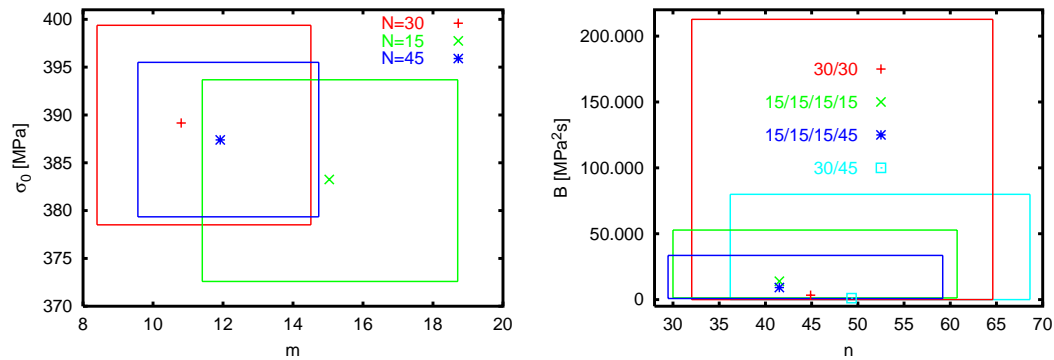 N=30
N=15
N=45
400
395
390
385
380
375
370
σ0 [MPa]
8 10 12 14 16 18 20
m
30/30
15/15/15/15
15/15/15/45
30/45
200.000
150.000
100.000
50.000
0
B [MPa²s]
30 35 40 45 50 55 60 65 70
n